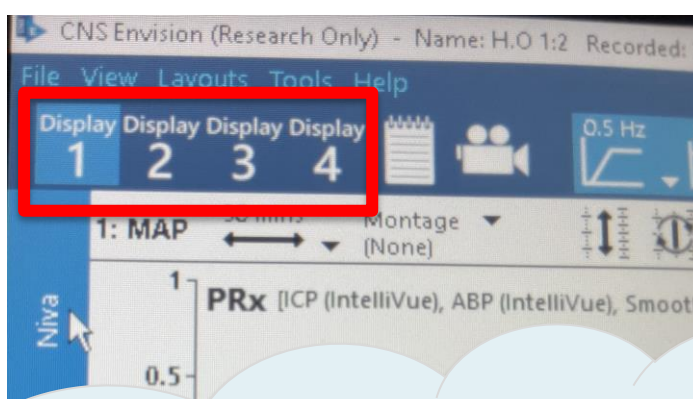 CNS Envision (Research Only) - Name: H.O 1:2 Recorded:
File View Layouts Tools Help
Display Display Display Display
1 2 3 4
0.5 Hz
1: MAP
Montage
(None)
1
PRx [ICP (IntelliVue), ABP (IntelliVue), Smoot
Niva
0.5